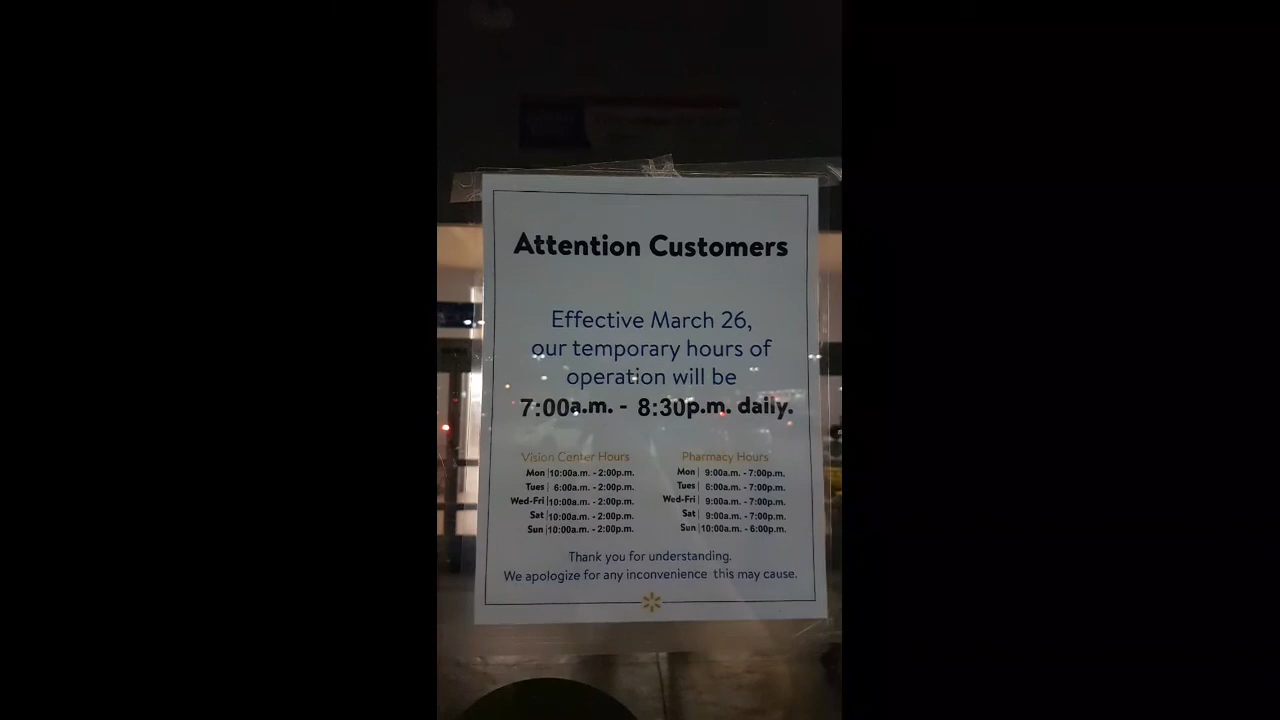 Attention Customers
Effective March 26,
our temporary hours of
operation will be
7:00a.m. - 8:30p.m. daily.
Vision Center Hours
Mon | 10:00a.m. - 2:00p.m.
Tues | 6:00a.m. - 2:00p.m.
Wed-Fri | 10:00a.m. - 2:00p.m.
Sat | 10:00a.m. - 2:00p.m.
Sun | 10:00a.m. - 2:00p.m.
Pharmacy Hours
Mon | 9:00a.m. - 7:00p.m.
Tues | 6:00a.m. - 7:00p.m.
Wed-Fri | 9:00a.m. - 7:00p.m.
Sat | 9:00a.m. - 7:00p.m.
Sun | 10:00a.m. - 6:00p.m.
Thank you for understanding.
We apologize for any inconvenience this may cause.